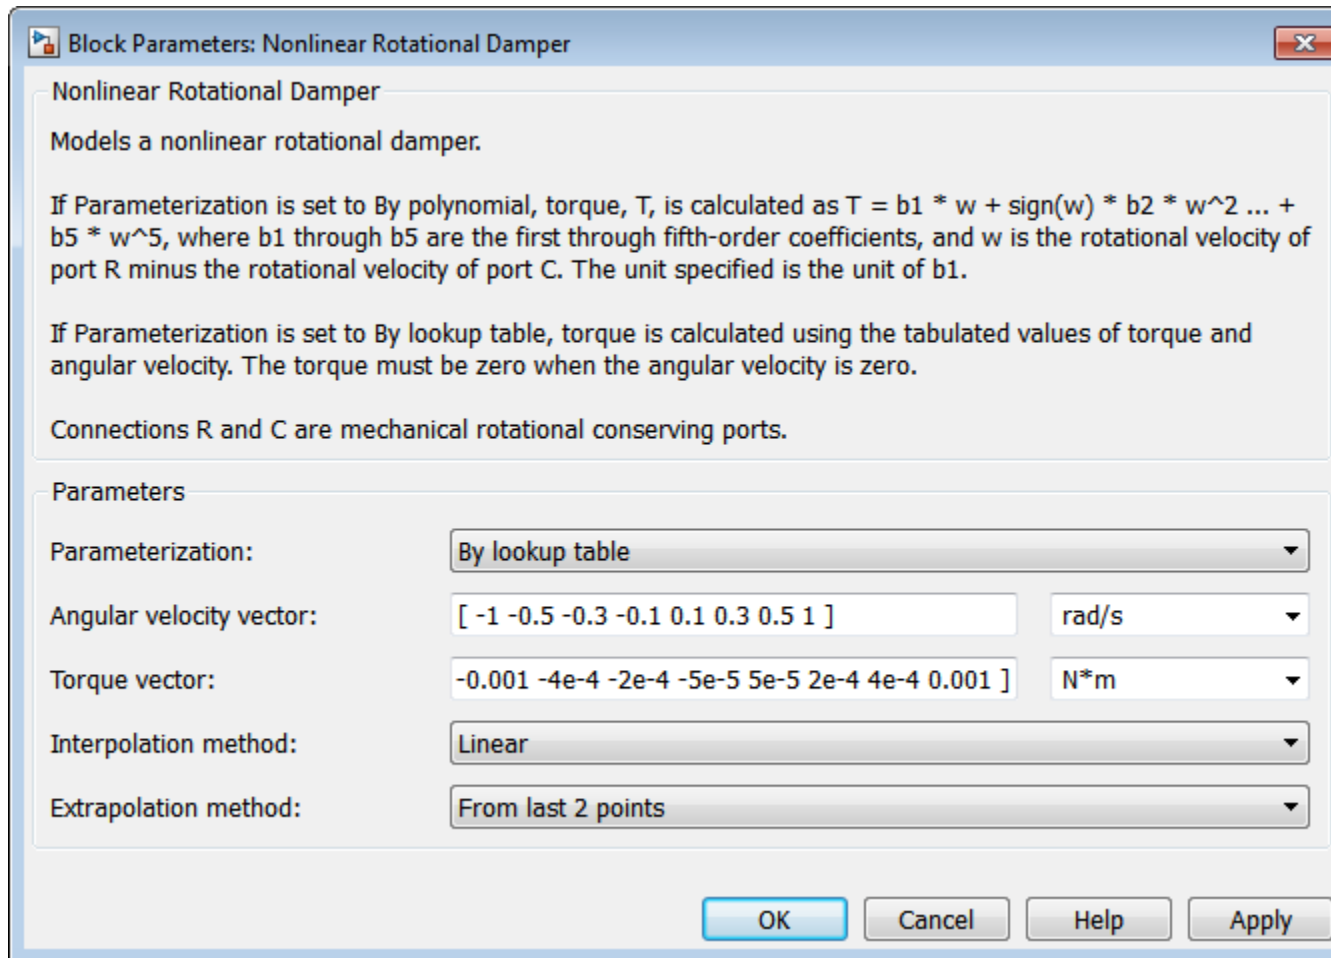 Block Parameters: Nonlinear Rotational Damper
Nonlinear Rotational Damper
Models a nonlinear rotational damper.
If Parameterization is set to By polynomial, torque, T, is calculated as T = b1 * w + sign(w) * b2 * w^2 ... +
b5 * w^5, where b1 through b5 are the first through fifth-order coefficients, and w is the rotational velocity of
port R minus the rotational velocity of port C. The unit specified is the unit of b1.
If Parameterization is set to By lookup table, torque is calculated using the tabulated values of torque and
angular velocity. The torque must be zero when the angular velocity is zero.
Connections R and C are mechanical rotational conserving ports.
Parameters
Parameterization: By lookup table
Angular velocity vector: [ -1 -0.5 -0.3 -0.1 0.1 0.3 0.5 1 ] rad/s
Torque vector: -0.001 -4e-4 -2e-4 -5e-5 5e-5 2e-4 4e-4 0.001 ] N*m
Interpolation method: Linear
Extrapolation method: From last 2 points
OK Cancel Help Apply